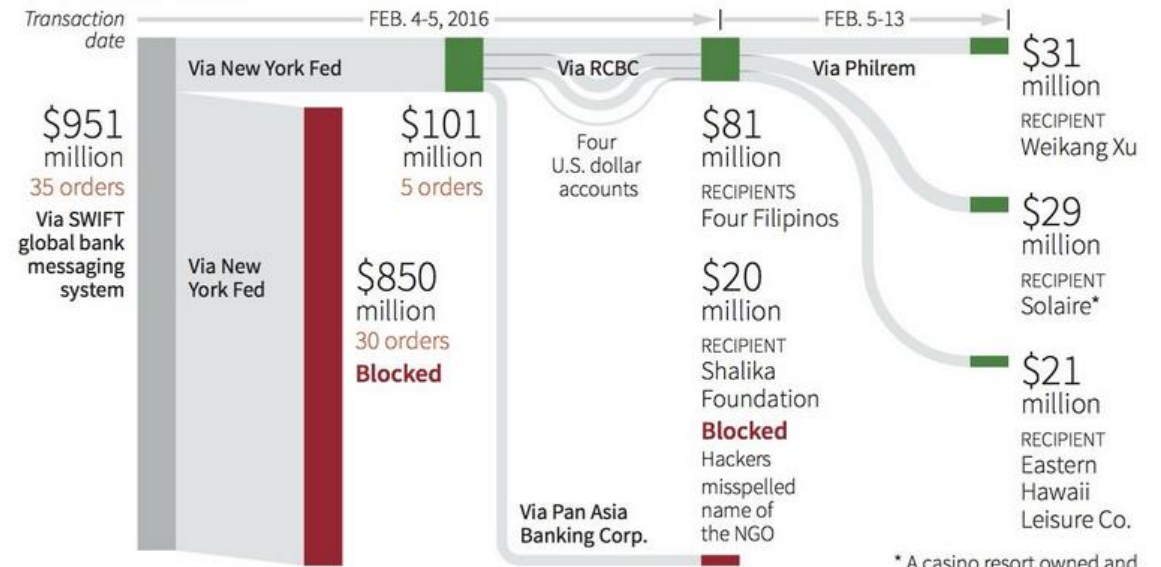 Transaction
date
FEB. 4-5, 2016
FEB. 5-13
Via New York Fed
Via RCBC
Via Philrem
$951
million
35 orders
Via SWIFT
global bank
messaging
system
Via New
York Fed
$850
million
30 orders
Blocked
$101
million
5 orders
Four
U.S. dollar
accounts
Via Pan Asia
Banking Corp.
$81
million
RECIPIENTS
Four Filipinos
$20
million
RECIPIENT
Shalika
Foundation
Blocked
Hackers
misspelled
name of
the NGO
$31
million
RECIPIENT
Weikang Xu
$29
million
RECIPIENT
Solaire*
$21
million
RECIPIENT
Eastern
Hawaii
Leisure Co.
* A casino resort owned and